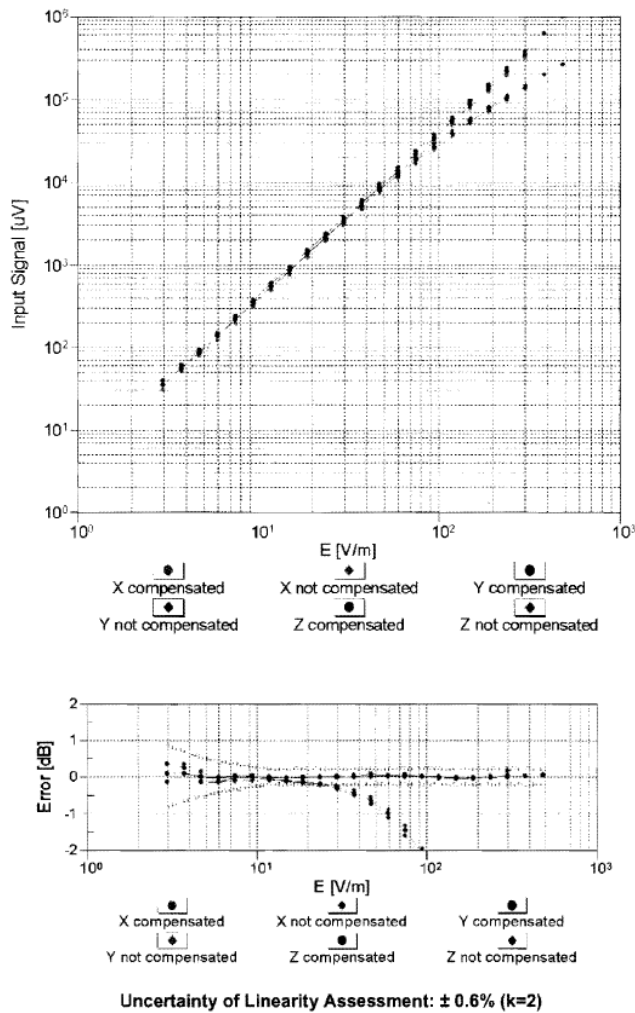 10⁶
10⁵
10⁴
10³
10²
10¹
10⁰
Input Signal [uV]
10⁰ 10¹ 10² 10³
E [V/m]
X compensated X not compensated Y compensated
Y not compensated Z compensated Z not compensated
2
1
0
-1
-2
Error [dB]
10⁰ 10¹ 10² 10³
E [V/m]
X compensated X not compensated Y compensated
Y not compensated Z compensated Z not compensated
Uncertainty of Linearity Assessment: ± 0.6% (k=2)